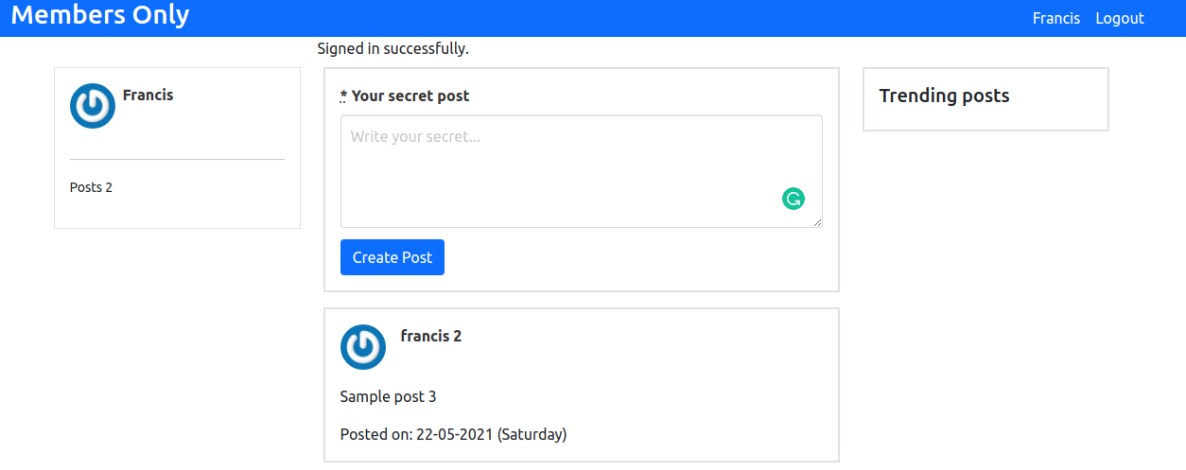 Members Only
Francis Logout
Signed in successfully.
Francis
Posts 2
* Your secret post
Write your secret...
Create Post
francis 2
Sample post 3
Posted on: 22-05-2021 (Saturday)
Trending posts